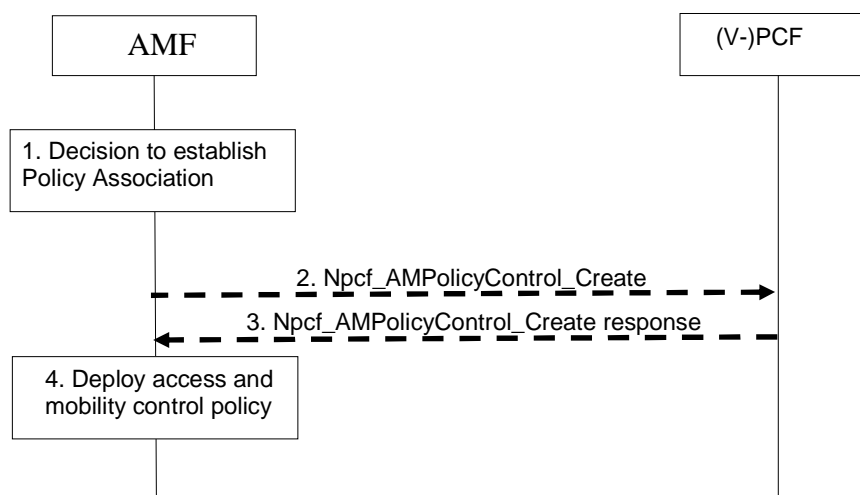 AMF
(V-)PCF
1. Decision to establish
Policy Association
2. Npcf_AMPolicyControl_Create
3. Npcf_AMPolicyControl_Create response
4. Deploy access and
mobility control policy